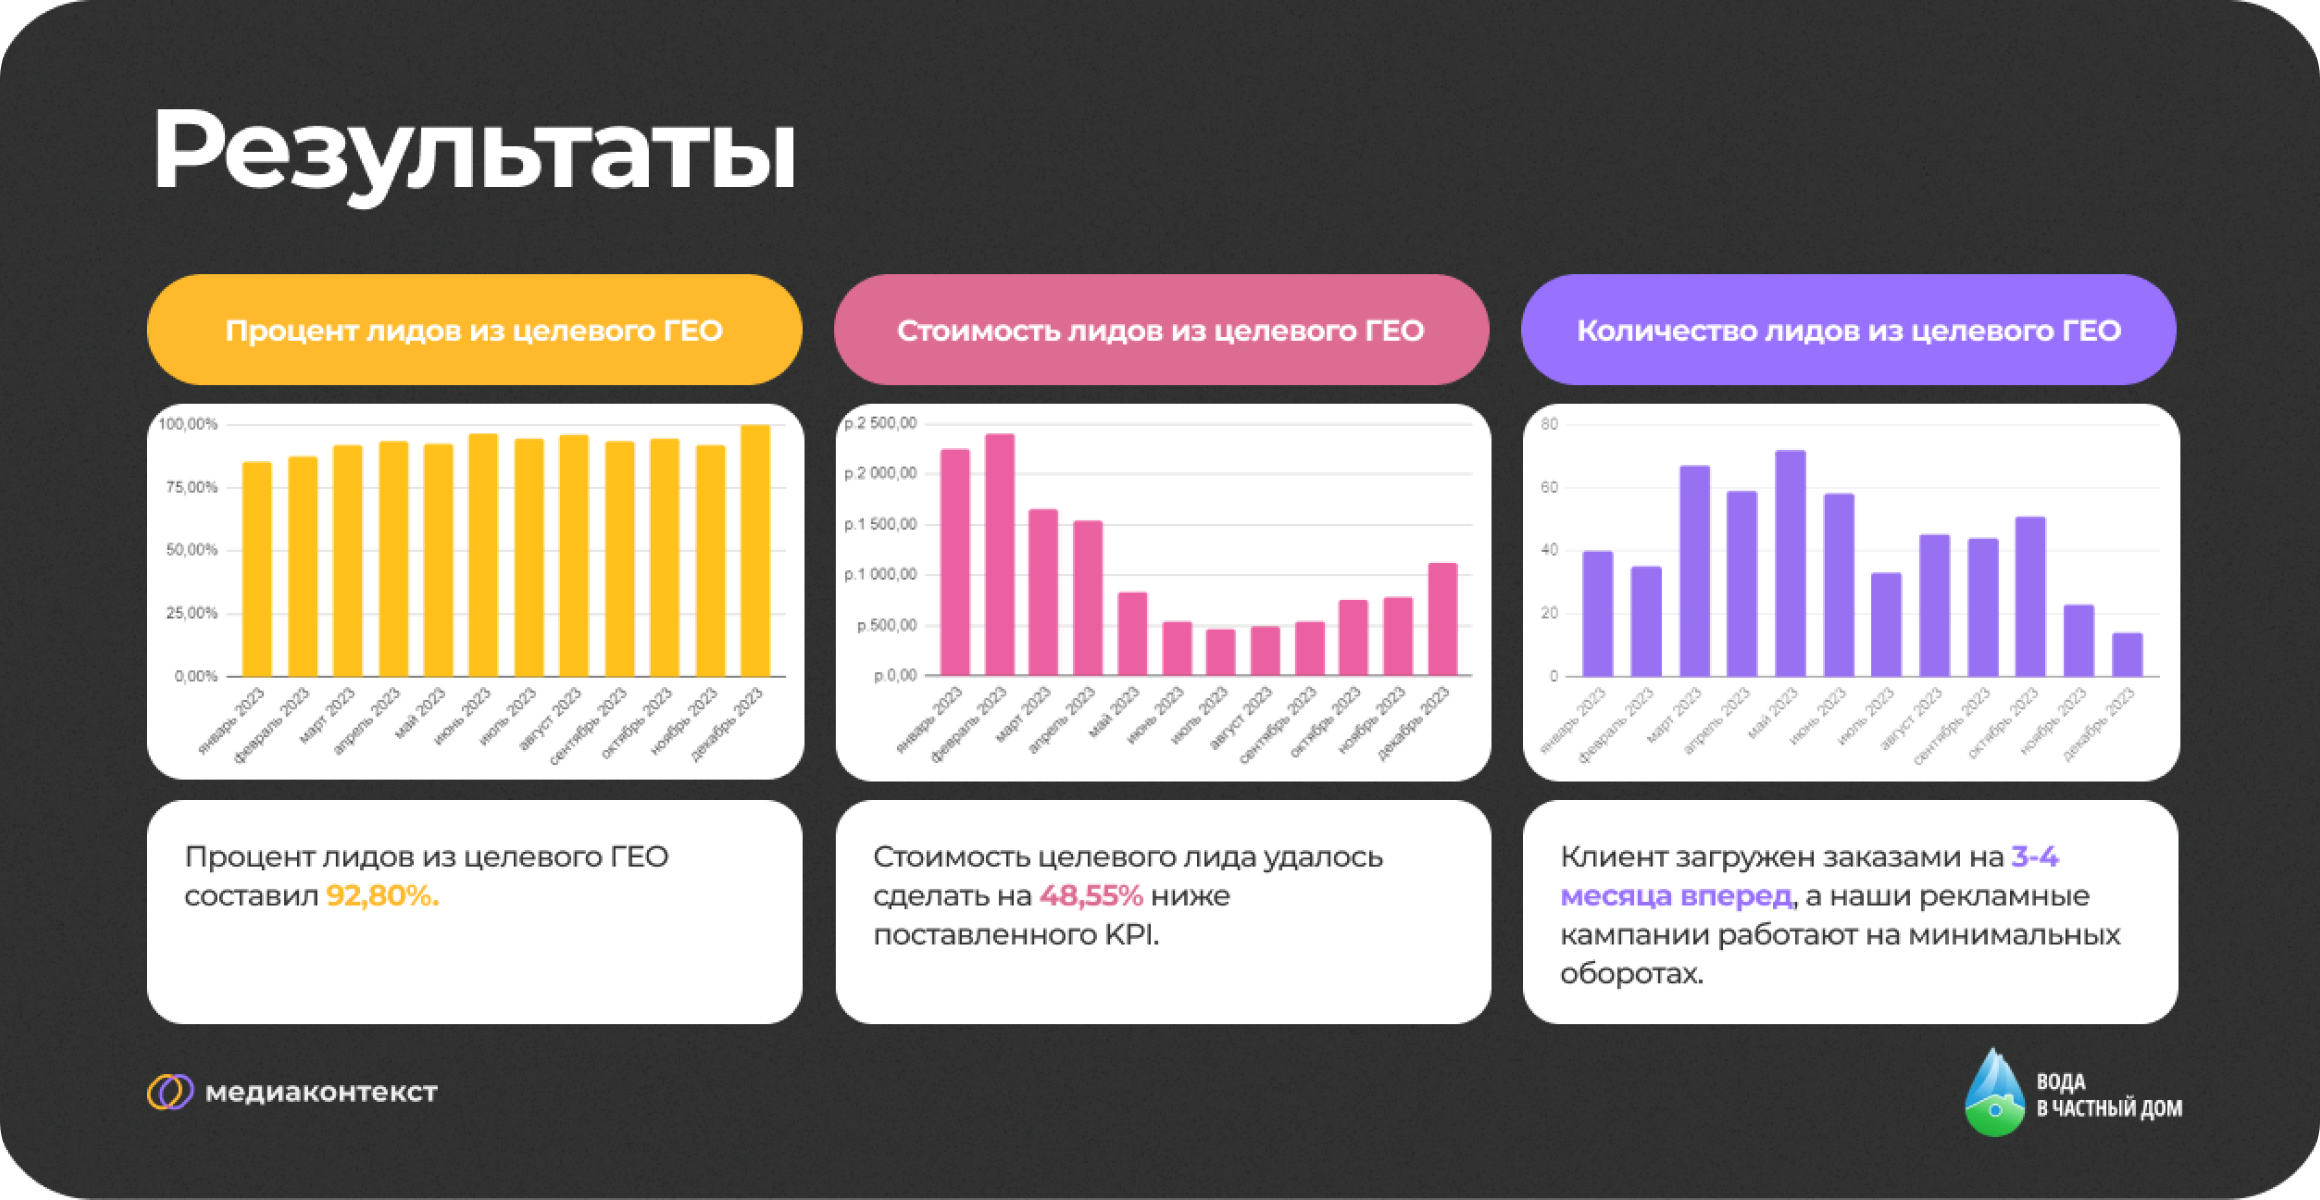 Результаты
Процент лидов из целевого ГЕО
Стоимость лидов из целевого ГЕО
Количество лидов из целевого ГЕО
100,00%
75,00%
50,00%
25,00%
0,00%
январь 2023
февраль 2023
март 2023
апрель 2023
май 2023
июнь 2023
июль 2023
август 2023
сентябрь 2023
октябрь 2023
ноябрь 2023
декабрь 2023
р.2 500,00
р.2 000,00
р.1 500,00
р.1 000,00
р.500,00
р.0,00
январь 2023
февраль 2023
март 2023
апрель 2023
май 2023
июнь 2023
июль 2023
август 2023
сентябрь 2023
октябрь 2023
ноябрь 2023
декабрь 2023
80
60
40
20
0
январь 2023
февраль 2023
март 2023
апрель 2023
май 2023
июнь 2023
июль 2023
август 2023
сентябрь 2023
октябрь 2023
ноябрь 2023
декабрь 2023
Процент лидов из целевого ГЕО
составил 92,80%.
Стоимость целевого лида удалось
сделать на 48,55% ниже
поставленного KPI.
Клиент загружен заказами на 3-4
месяца вперед, а наши рекламные
кампании работают на минимальных
оборотах.
медиаконтекст
ВОДА
В ЧАСТНЫЙ ДОМ